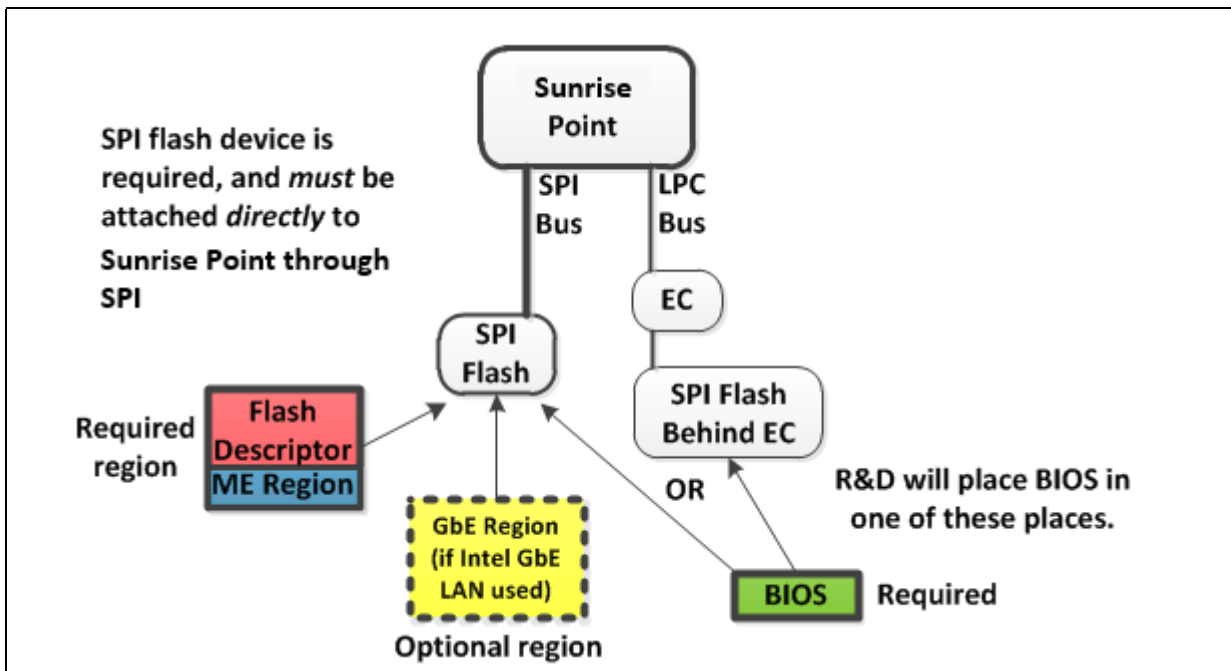 Sunrise
Point
SPI flash device is
required, and must be
attached directly to
Sunrise Point through
SPI
SPI
Bus
LPC
Bus
EC
SPI
Flash
SPI Flash
Behind EC
Required
region
Flash
Descriptor
ME Region
OR
R&D will place BIOS in
one of these places.
GbE Region
(if Intel GbE
LAN used)
Optional region
BIOS
Required